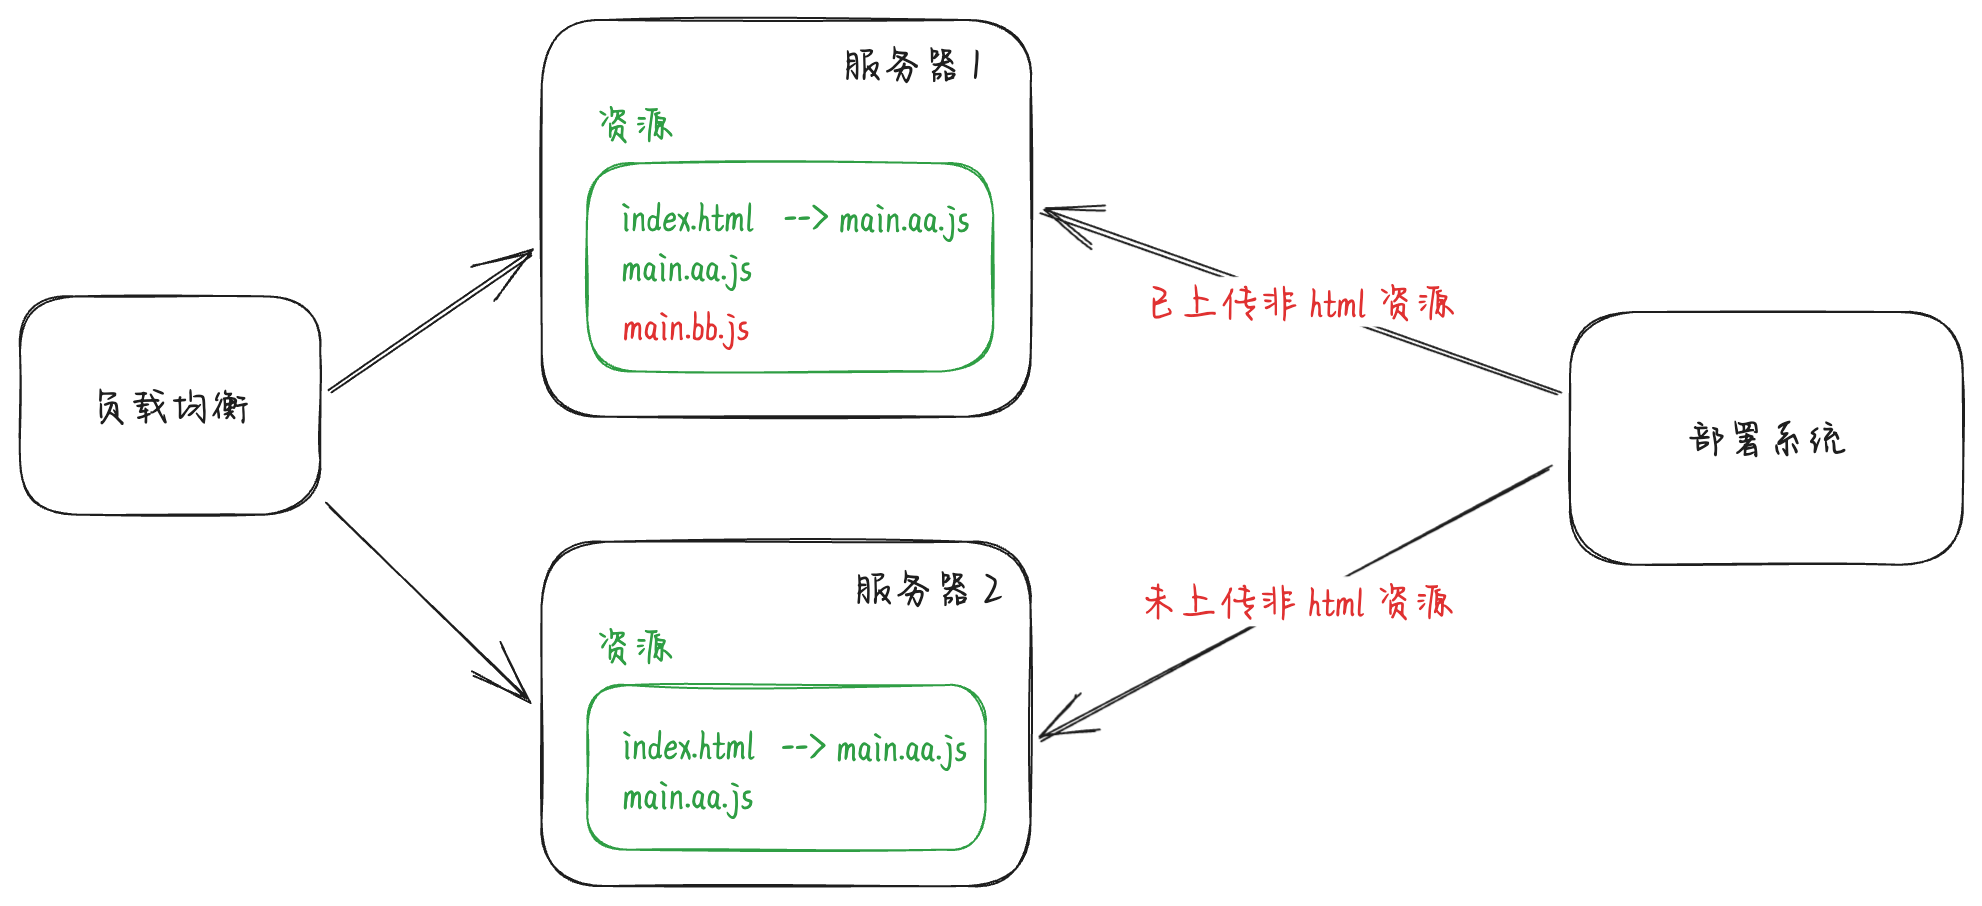 服务器1
资源
index.html --> main.aa.js
main.aa.js
main.bb.js
已上传非 html 资源
负载均衡
部署系统
服务器2
未上传非 html 资源
资源
index.html --> main.aa.js
main.aa.js